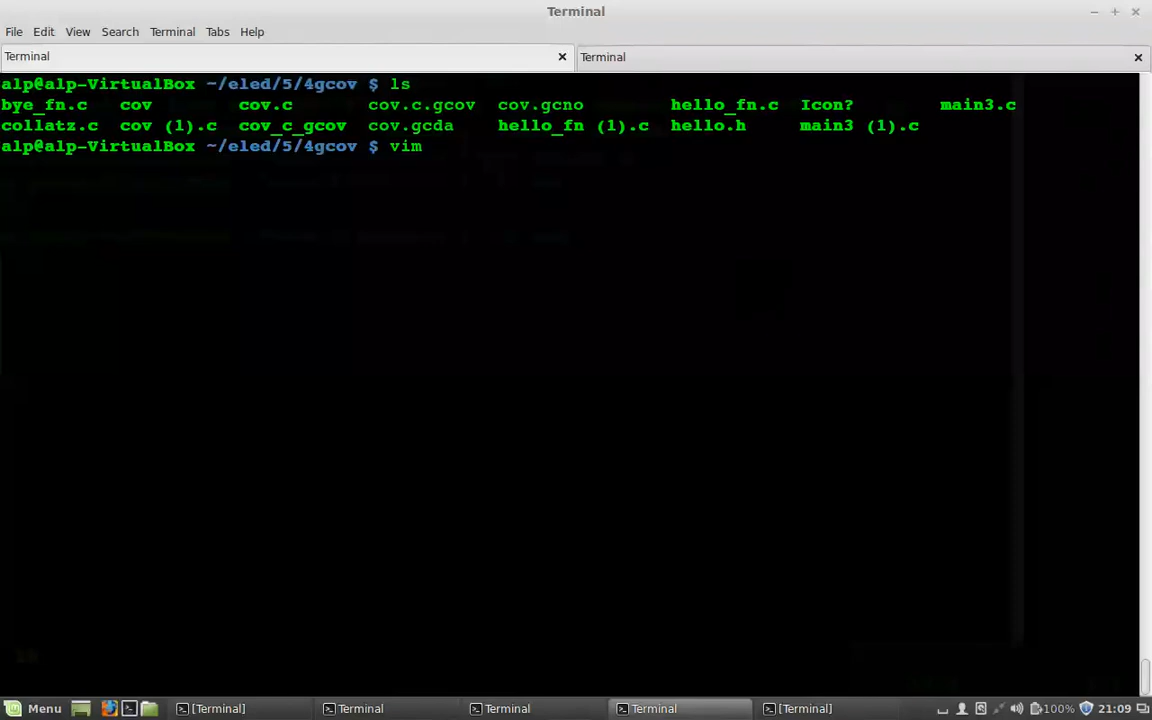 Terminal
File Edit View Search Terminal Tabs Help
Terminal Terminal
alp@alp-VirtualBox ~/eled/5/4gcov $ ls
bye_fn.c cov cov.c cov.c.gcov cov.gcno hello_fn.c Icon? main3.c
collatz.c cov (1).c cov_c_gcov cov.gcda hello_fn (1).c hello.h main3 (1).c
alp@alp-VirtualBox ~/eled/5/4gcov $ vim
Menu [Terminal] Terminal Terminal Terminal [Terminal] 100% 21:09